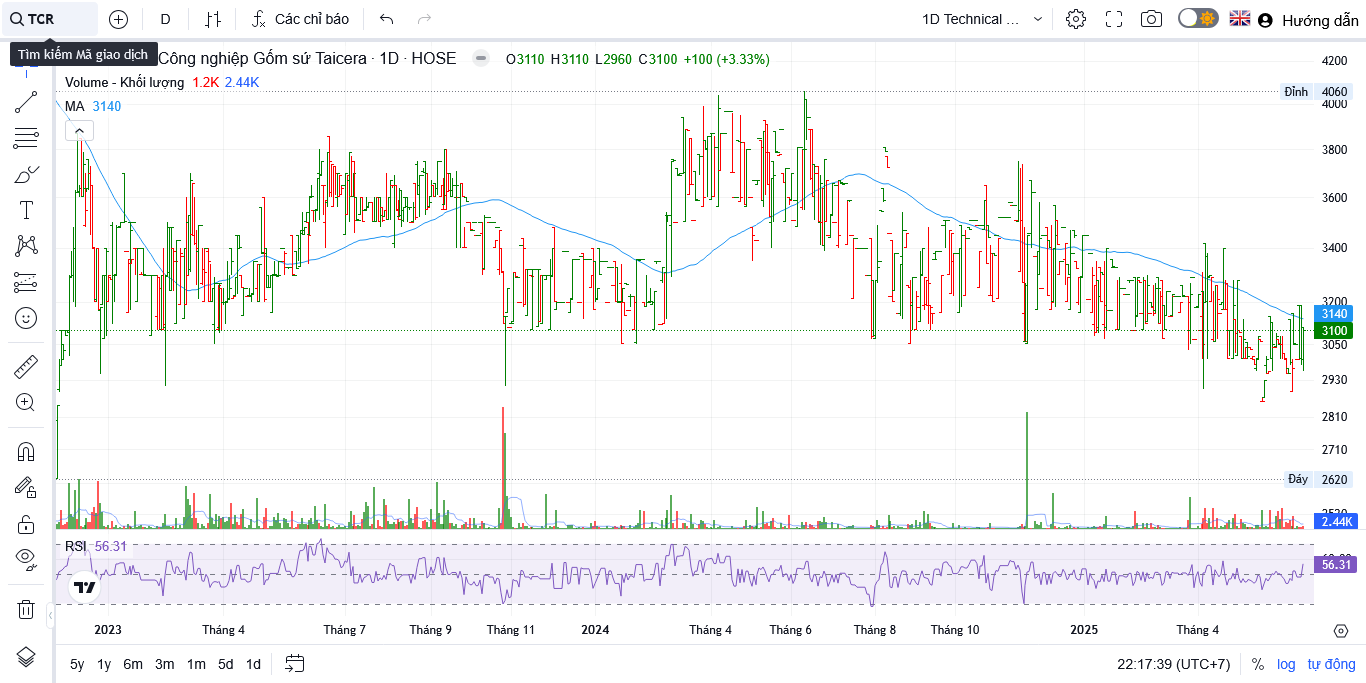 TCR
D
Các chỉ báo
1D Technical ...
Hướng dẫn
Tìm kiếm Mã giao dịch
Công nghiệp Gốm sứ Taicera · 1D · HOSE
O3110 H3110 L2960 C3100 +100 (+3.33%)
Volume - Khối lượng 1.2K 2.44K
MA 3140
4200
Đỉnh 4060
4000
3800
3600
3400
3200
3140
3100
3050
2930
2810
2710
Đáy 2620
2.44K
RSI 56.31
56.31
2023
Tháng 4
Tháng 7
Tháng 9
Tháng 11
2024
Tháng 4
Tháng 6
Tháng 8
Tháng 10
2025
Tháng 4
5y 1y 6m 3m 1m 5d 1d
22:17:39 (UTC+7)
% log tự động